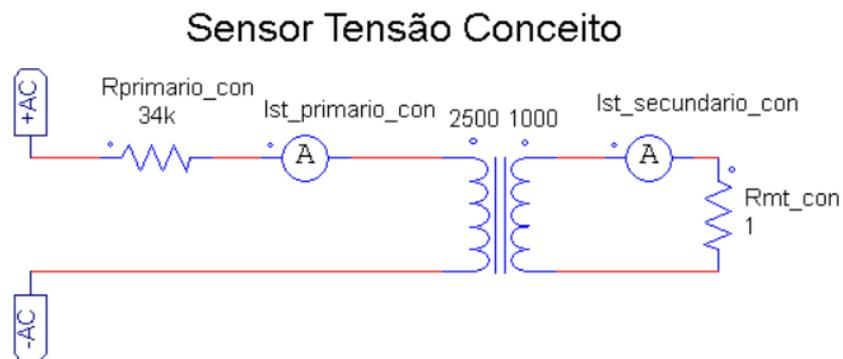 Sensor Tensão Conceito
+AC
Rprimario_con
34k
Ist_primario_con
A
2500 1000
Ist_secundario_con
A
Rmt_con
1
-AC